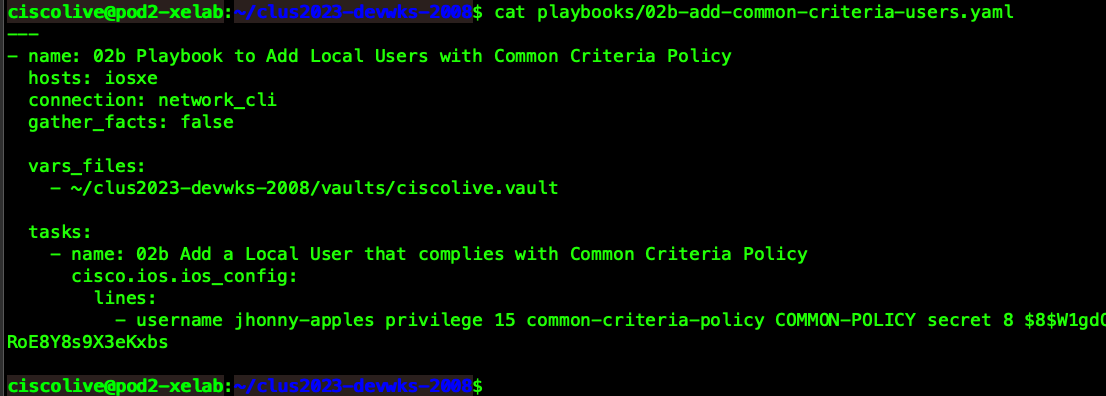 ciscolive@pod2-xelab:~/clus2023-devwks-2008$ cat playbooks/02b-add-common-criteria-users.yaml
---
- name: 02b Playbook to Add Local Users with Common Criteria Policy
  hosts: iosxe
  connection: network_cli
  gather_facts: false

  vars_files:
    - ~/clus2023-devwks-2008/vaults/ciscolive.vault

  tasks:
    - name: 02b Add a Local User that complies with Common Criteria Policy
      cisco.ios.ios_config:
        lines:
          - username jhonny-apples privilege 15 common-criteria-policy COMMON-POLICY secret 8 $8$W1gd
RoE8Y8s9X3eKxbs

ciscolive@pod2-xelab:~/clus2023-devwks-2008$